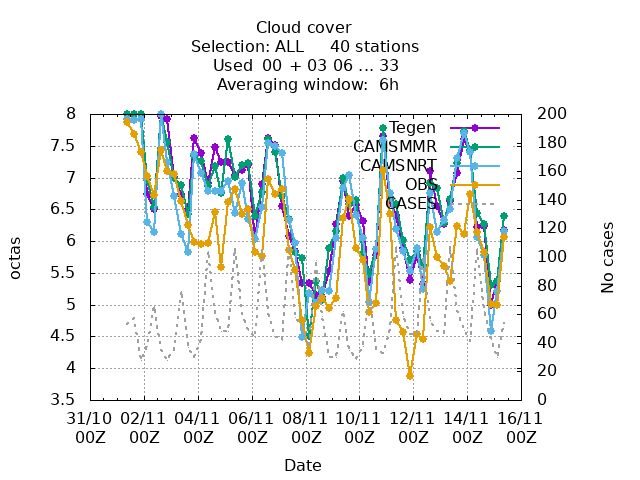 Cloud cover
Selection: ALL     40 stations
Used  00 + 03 06 ... 33
Averaging window:  6h
8
7.5
7
6.5
6
5.5
5
4.5
4
3.5
octas
200
180
160
140
120
100
80
60
40
20
0
No cases
Tegen
CAMSMMR
CAMSNRT
OBS
CASES
31/10 02/11 04/11 06/11 08/11 10/11 12/11 14/11 16/11
00Z 00Z 00Z 00Z 00Z 00Z 00Z 00Z 00Z
Date